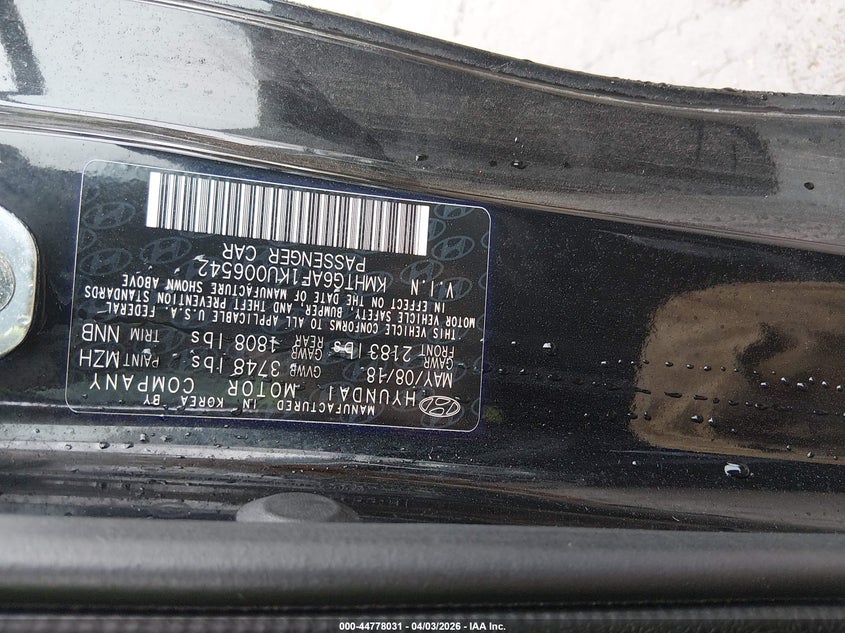 MANUFACTURED IN KOREA BY
HYUNDAI MOTOR COMPANY
MAY/08/18 GVWR 3748 lbs PAINT MZH
GAWR FRONT 2183 lbs GAWR REAR 1808 lbs TRIM NNB
THIS VEHICLE CONFORMS TO ALL APPLICABLE U.S.A. FEDERAL
MOTOR VEHICLE SAFETY, BUMPER, AND THEFT PREVENTION STANDARDS
IN EFFECT ON THE DATE OF MANUFACTURE SHOWN ABOVE
V.I.N KMHTG6AF1KU006542
PASSENGER CAR
000-44778031 - 04/03/2026 - IAA Inc.